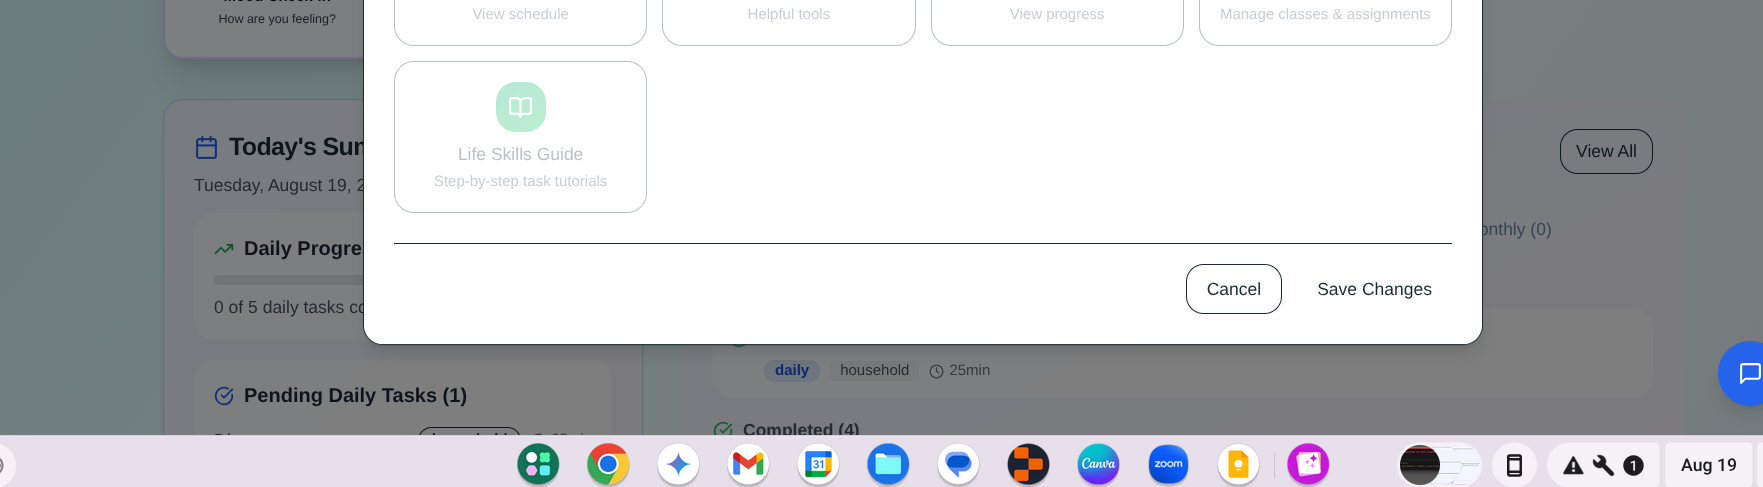 How are you feeling?
View schedule
Helpful tools
View progress
Manage classes & assignments
Life Skills Guide
Step-by-step task tutorials
Today's Sun
Tuesday, August 19, 2
View All
onthly (0)
Daily Progre
0 of 5 daily tasks co
Cancel
Save Changes
daily
household
25min
Pending Daily Tasks (1)
Completed (4)
31
Canva
zoom
1
Aug 19